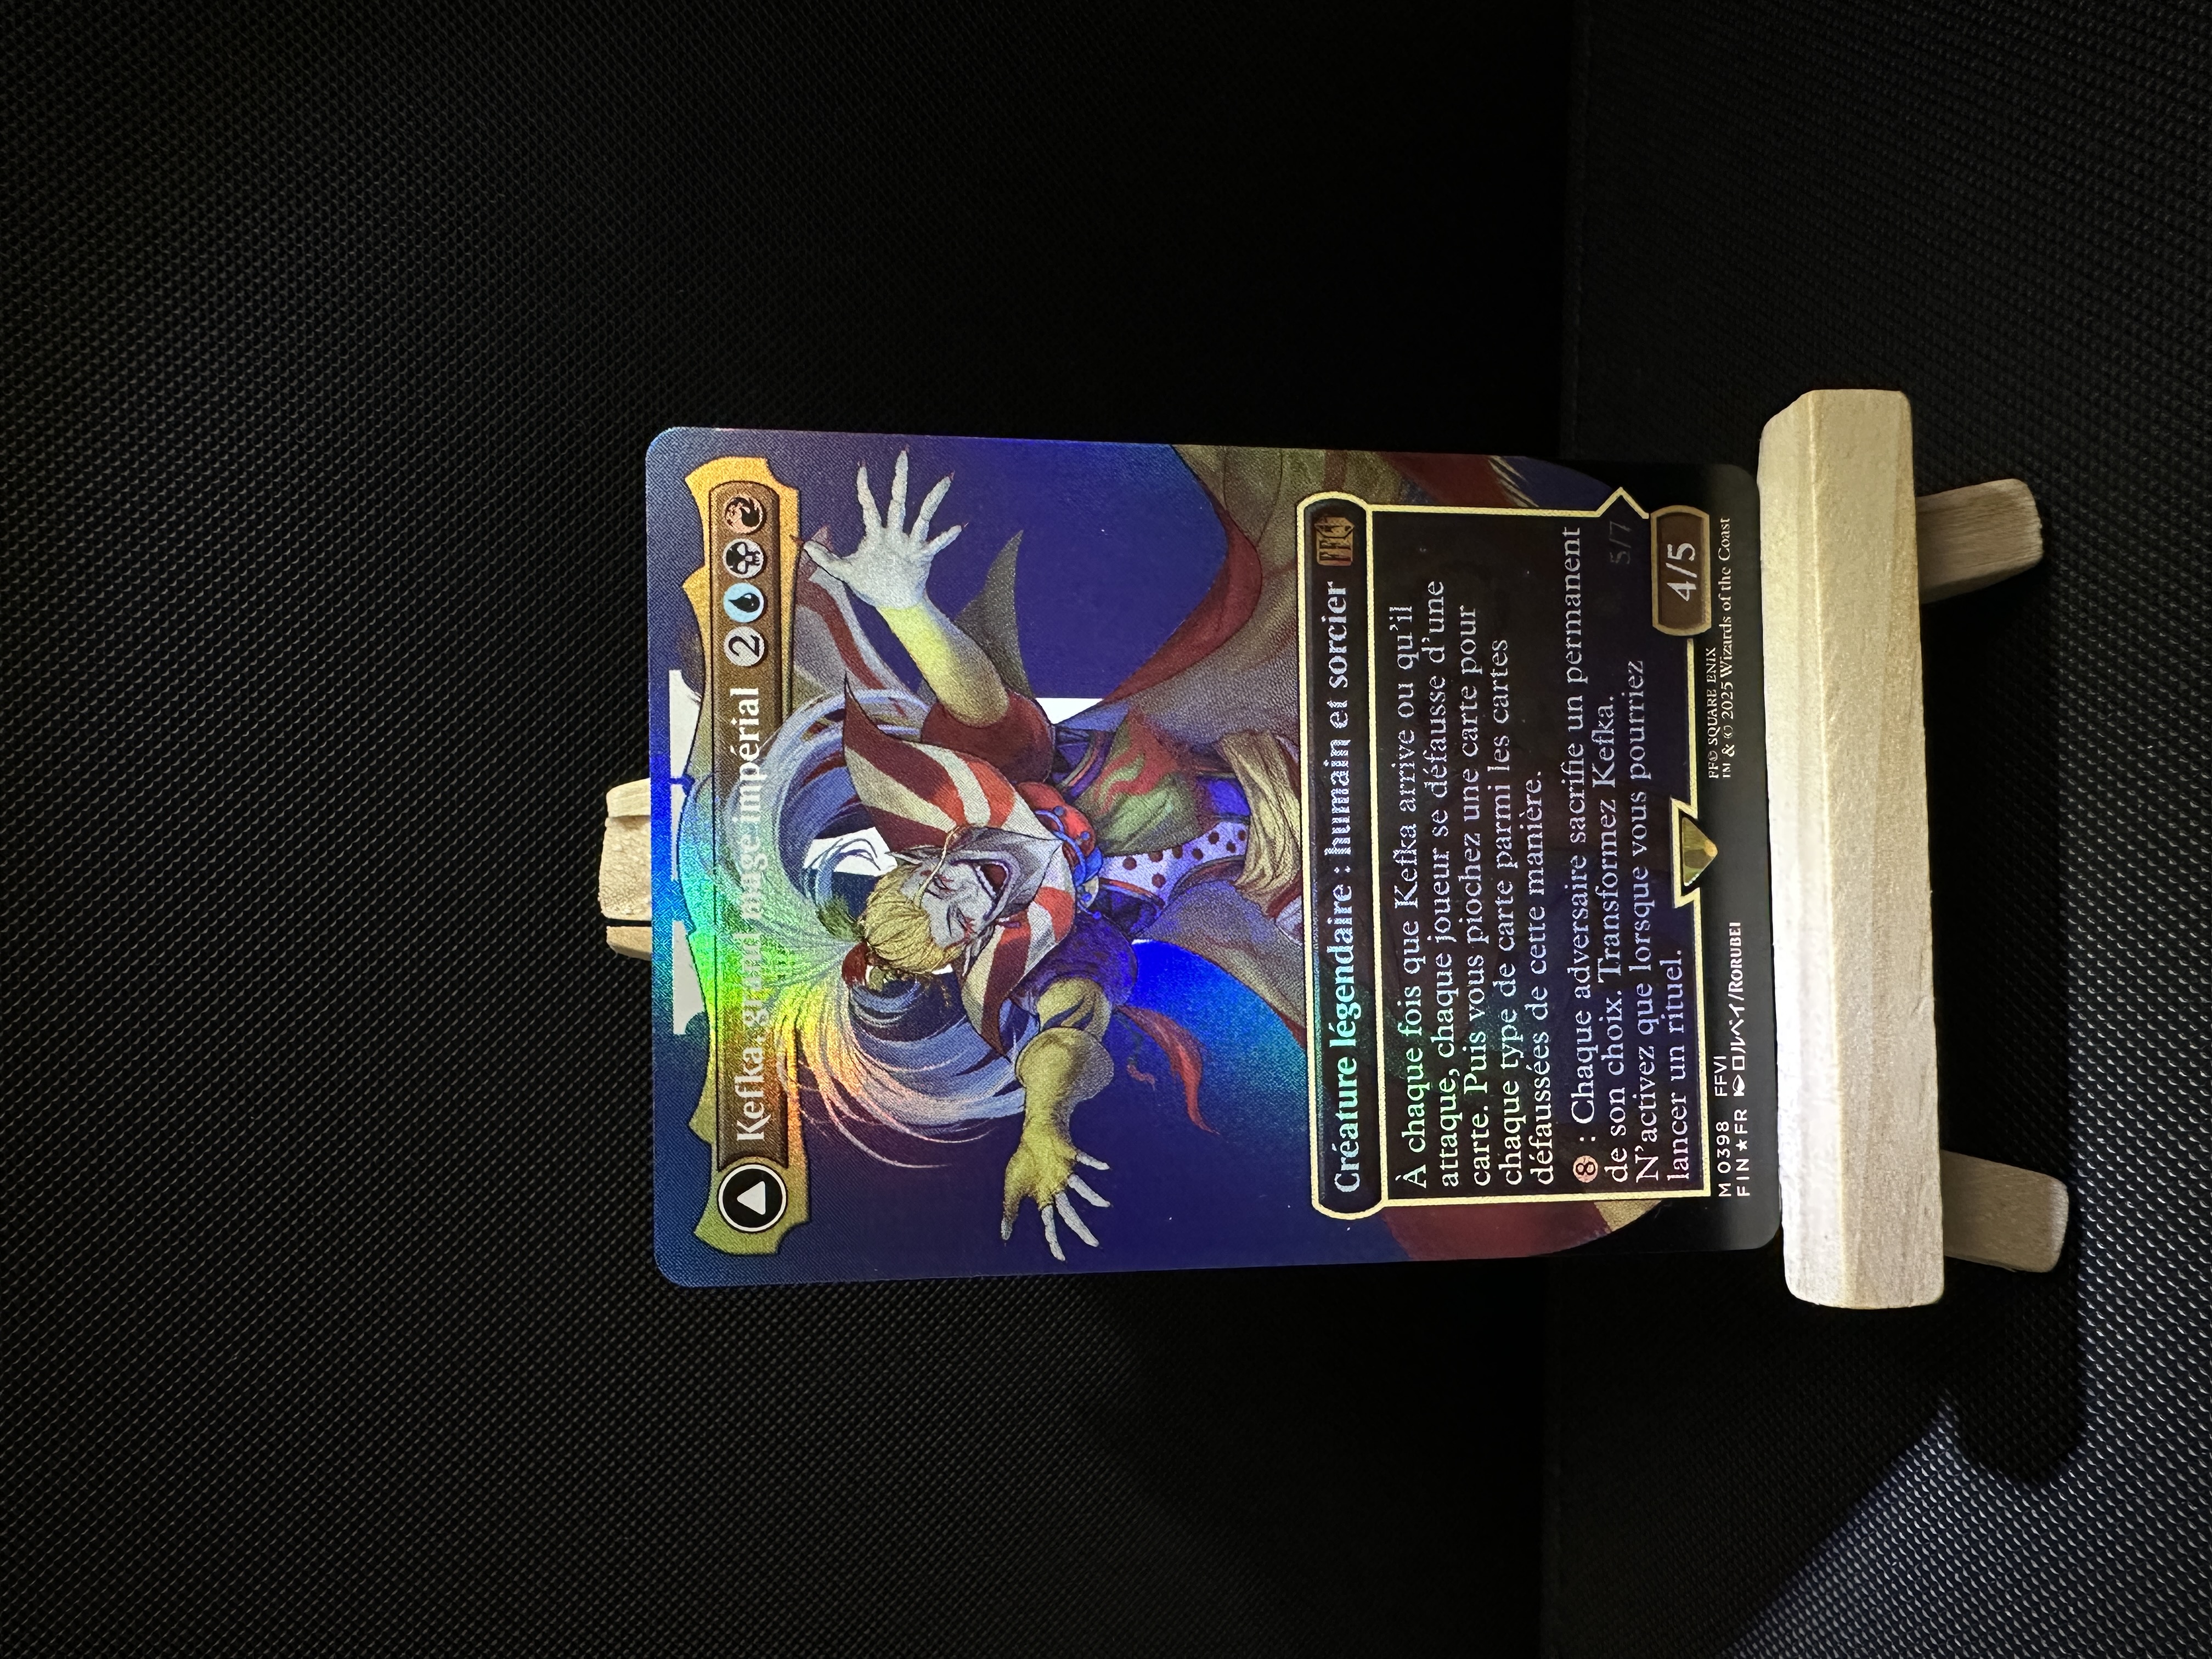 Kefka, grand mage impérial 2
Créature légendaire : humain et sorcier
À chaque fois que Kefka arrive ou qu'il
attaque, chaque joueur se défausse d'une
carte. Puis vous piochez une carte pour
chaque type de carte parmi les cartes
défaussées de cette manière.
8 : Chaque adversaire sacrifie un permanent
de son choix. Transformez Kefka.
N'activez que lorsque vous pourriez
lancer un rituel.
5/7
4/5
M 0398 FFVI
FIN★FR ロルベイ/RORUBEI
FF© SQUARE ENIX
™ & © 2025 Wizards of the Coast